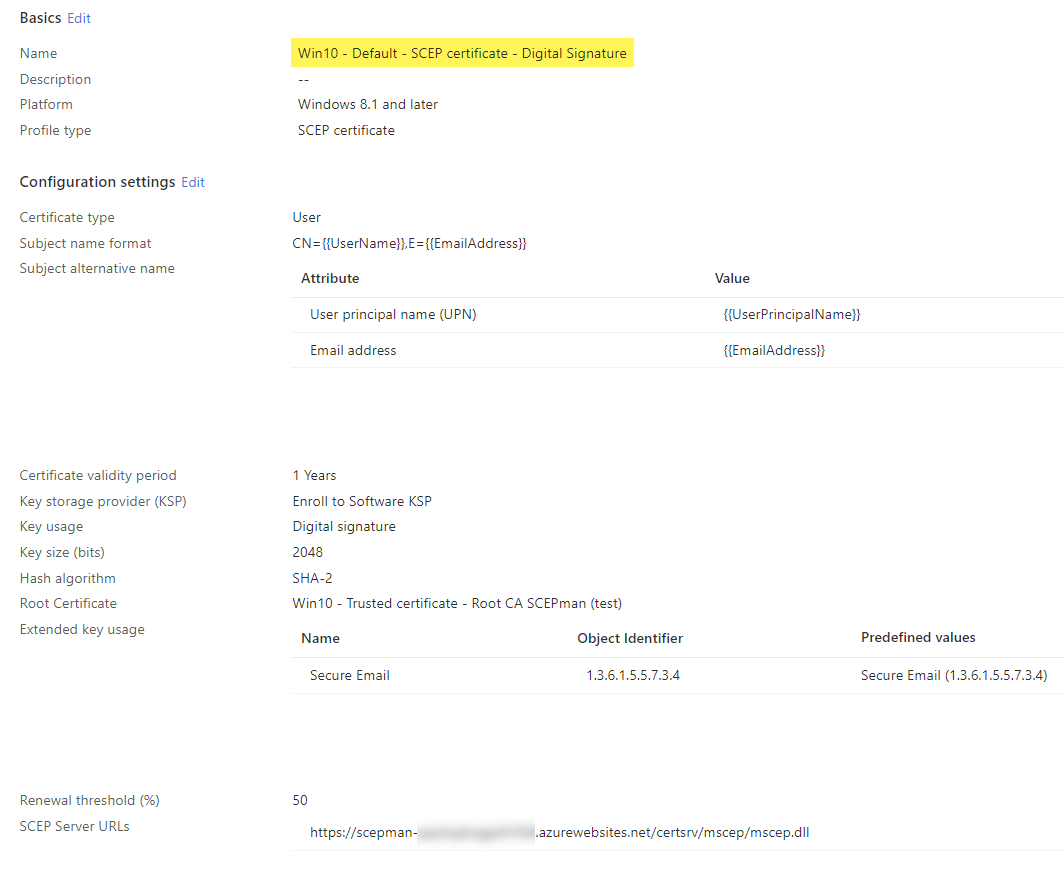 Basics Edit
Name Win10 - Default - SCEP certificate - Digital Signature
Description --
Platform Windows 8.1 and later
Profile type SCEP certificate
Configuration settings Edit
Certificate type User
Subject name format CN={{UserName}},E={{EmailAddress}}
Subject alternative name
Attribute Value
User principal name (UPN) {{UserPrincipalName}}
Email address {{EmailAddress}}
Certificate validity period 1 Years
Key storage provider (KSP) Enroll to Software KSP
Key usage Digital signature
Key size (bits) 2048
Hash algorithm SHA-2
Root Certificate Win10 - Trusted certificate - Root CA SCEPman (test)
Extended key usage
Name Object Identifier Predefined values
Secure Email 1.3.6.1.5.5.7.3.4 Secure Email (1.3.6.1.5.5.7.3.4)
Renewal threshold (%) 50
SCEP Server URLs
https://scepman- .azurewebsites.net/certsrv/mscep/mscep.dll